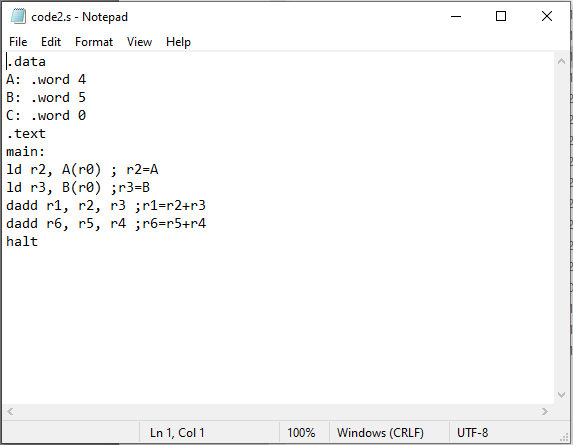 code2.s - Notepad
File Edit Format View Help
.data
A: .word 4
B: .word 5
C: .word 0
.text
main:
ld r2, A(r0) ; r2=A
ld r3, B(r0) ;r3=B
dadd r1, r2, r3 ;r1=r2+r3
dadd r6, r5, r4 ;r6=r5+r4
halt
Ln 1, Col 1 100% Windows (CRLF) UTF-8